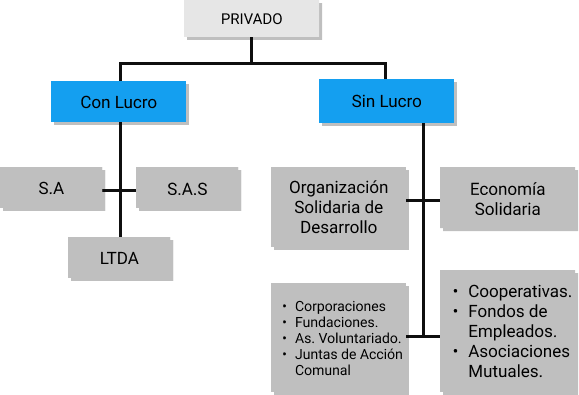 PRIVADO
Con Lucro
Sin Lucro
S.A
S.A.S
LTDA
Organización
Solidaria de
Desarrollo
Economía
Solidaria
• Corporaciones
• Fundaciones.
• As. Voluntariado.
• Juntas de Acción
Comunal
• Cooperativas.
• Fondos de
Empleados.
• Asociaciones
Mutuales.